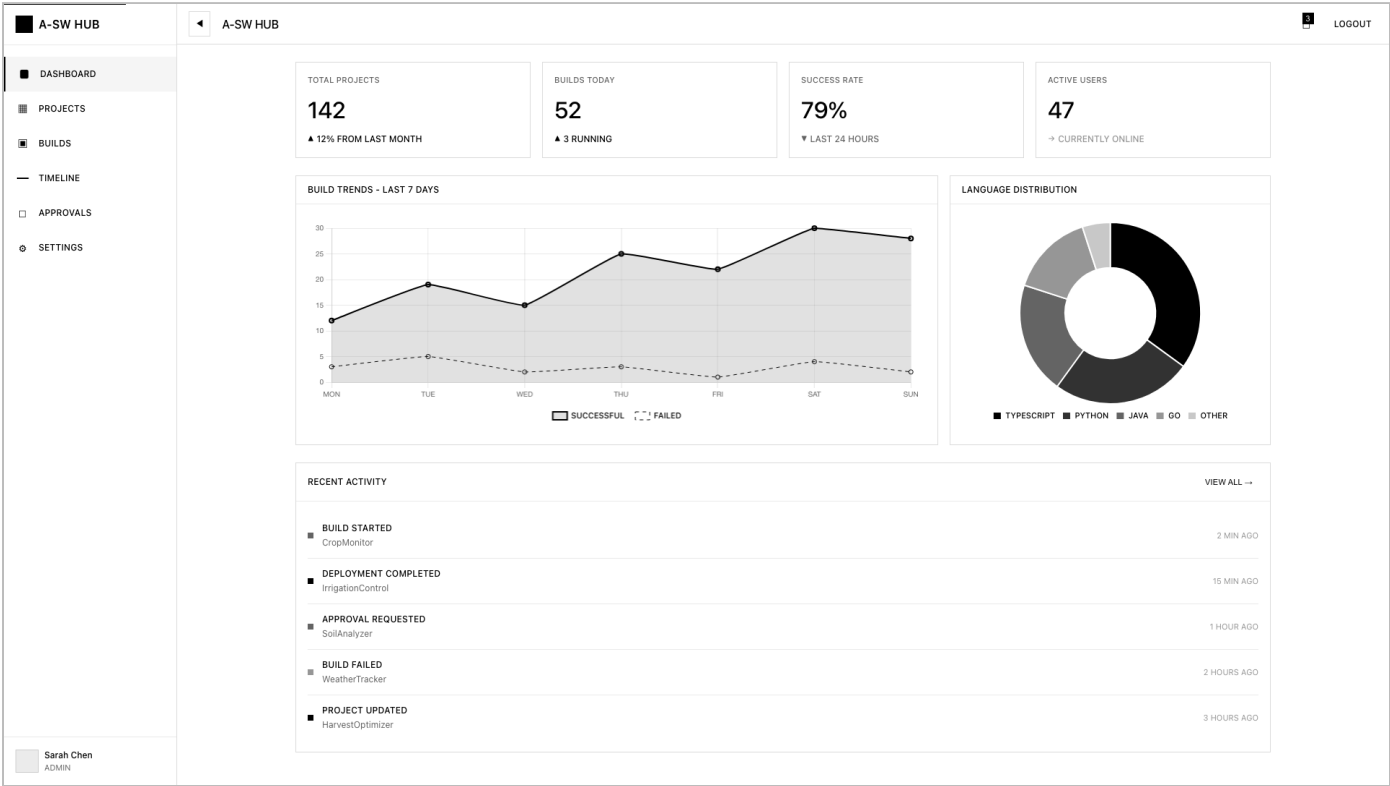 A-SW HUB
A-SW HUB
3
LOGOUT
DASHBOARD
PROJECTS
BUILDS
TIMELINE
APPROVALS
SETTINGS
TOTAL PROJECTS
142
▲ 12% FROM LAST MONTH
BUILDS TODAY
52
▲ 3 RUNNING
SUCCESS RATE
79%
▼ LAST 24 HOURS
ACTIVE USERS
47
→ CURRENTLY ONLINE
BUILD TRENDS - LAST 7 DAYS
30
25
20
15
10
5
0
MON TUE WED THU FRI SAT SUN
SUCCESSFUL FAILED
LANGUAGE DISTRIBUTION
TYPESCRIPT PYTHON JAVA GO OTHER
RECENT ACTIVITY VIEW ALL →
BUILD STARTED
CropMonitor
2 MIN AGO
DEPLOYMENT COMPLETED
IrrigationControl
15 MIN AGO
APPROVAL REQUESTED
SoilAnalyzer
1 HOUR AGO
BUILD FAILED
WeatherTracker
2 HOURS AGO
PROJECT UPDATED
HarvestOptimizer
3 HOURS AGO
Sarah Chen
ADMIN